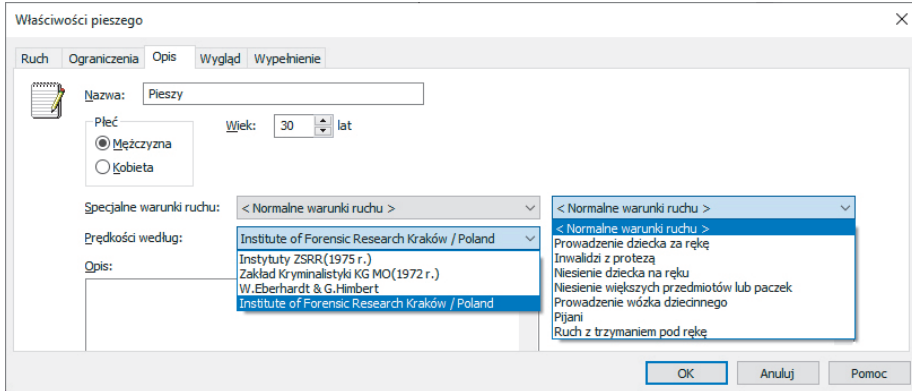 Właściwości pieszego
Ruch Ograniczenia Opis Wygląd Wypełnienie
Nazwa: Pieszy
Płeć
Mężczyzna
Kobieta
Wiek: 30 lat
Specjalne warunki ruchu: < Normalne warunki ruchu >
Prędkości według: Institute of Forensic Research Kraków / Poland
Instytuty ZSRR(1975 r.)
Zakład Kryminalistyki KG MO(1972 r.)
W.Eberhardt & G.Himbert
Institute of Forensic Research Kraków / Poland
Opis:
< Normalne warunki ruchu >
< Normalne warunki ruchu >
Prowadzenie dziecka za rękę
Inwalidzi z protezą
Niesienie dziecka na ręku
Niesienie większych przedmiotów lub paczek
Prowadzenie wózka dziecinnego
Pijani
Ruch z trzymaniem pod rękę
OK Anuluj Pomoc